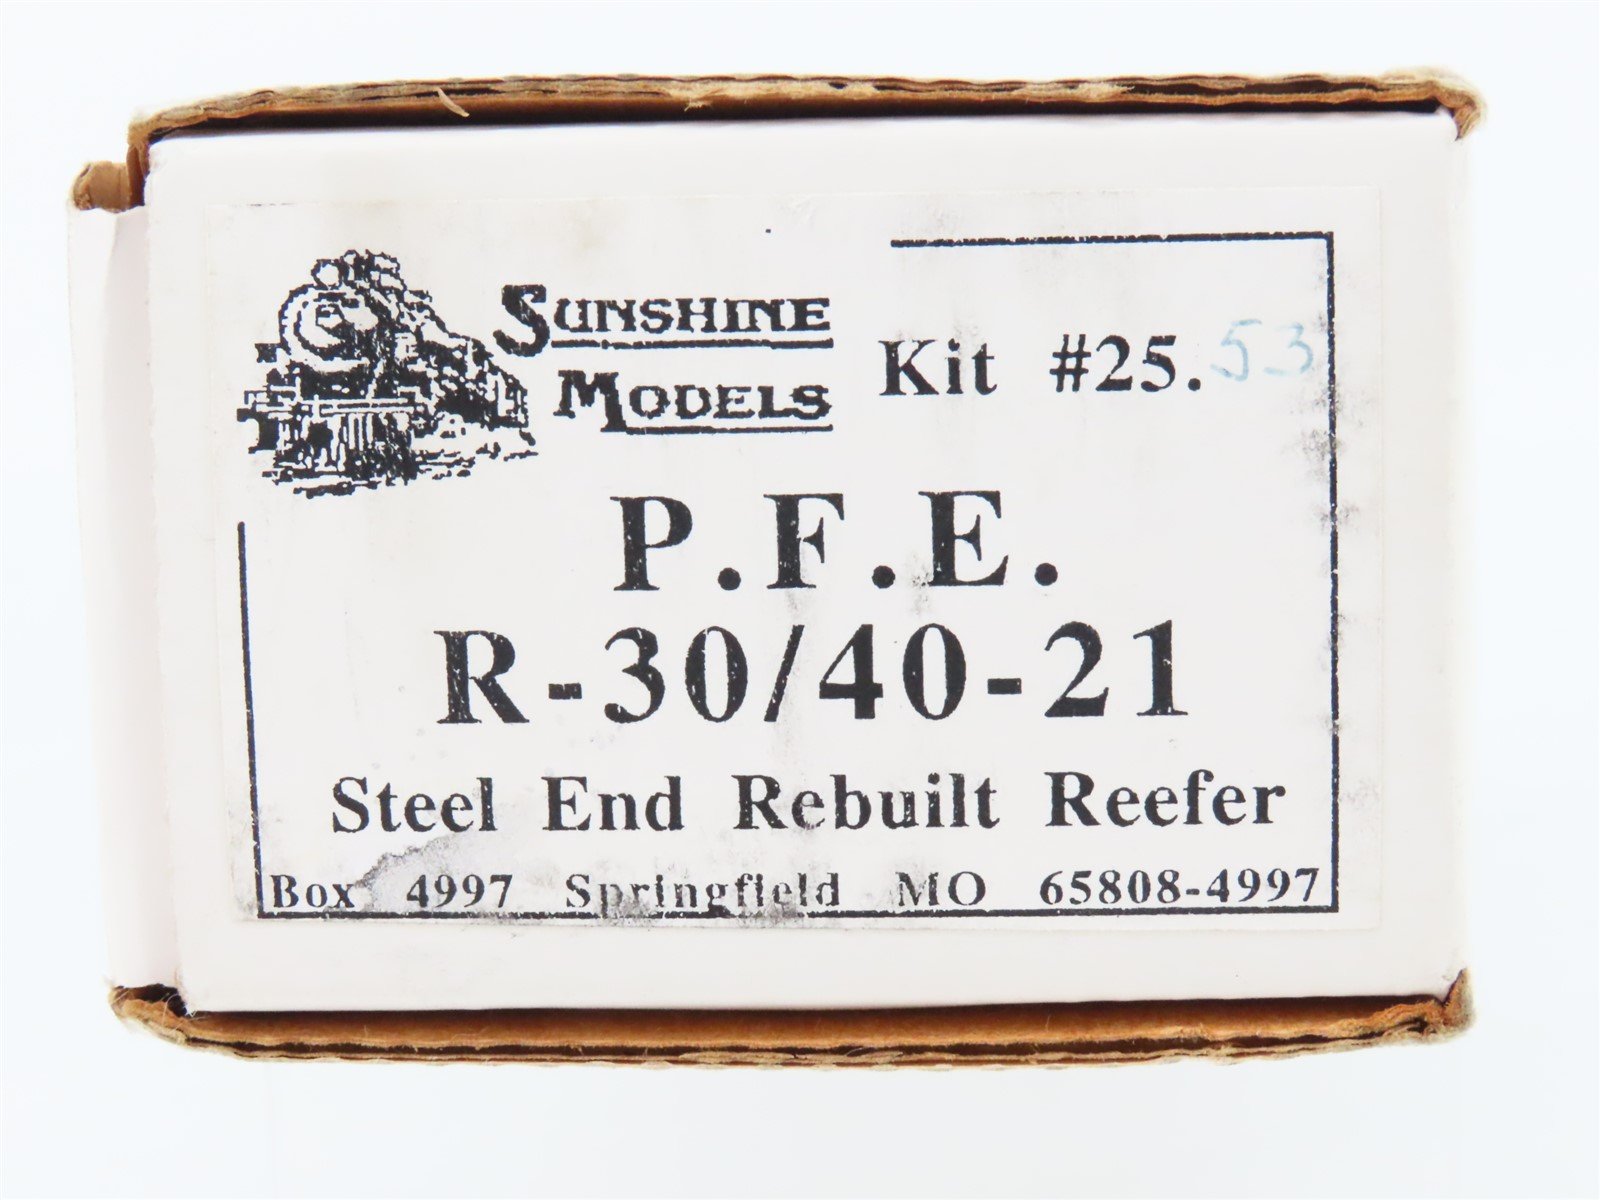 SUNSHINE
MODELS
Kit #25.53
P.F.E.
R-30/40-21
Steel End Rebuilt Reefer
Box 4997 Springfield MO 65808-4997